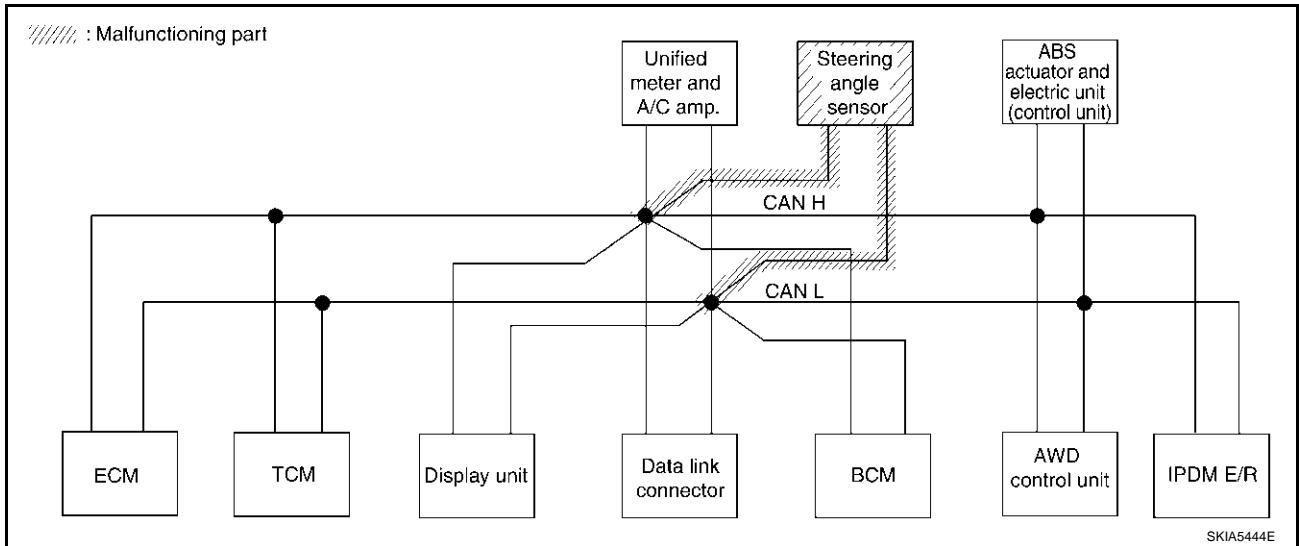 : Malfunctioning part
Unified
meter and
A/C amp.
Steering
angle
sensor
ABS
actuator and
electric unit
(control unit)
CAN H
CAN L
ECM
TCM
Display unit
Data link
connector
BCM
AWD
control unit
IPDM E/R
SKIA5444E